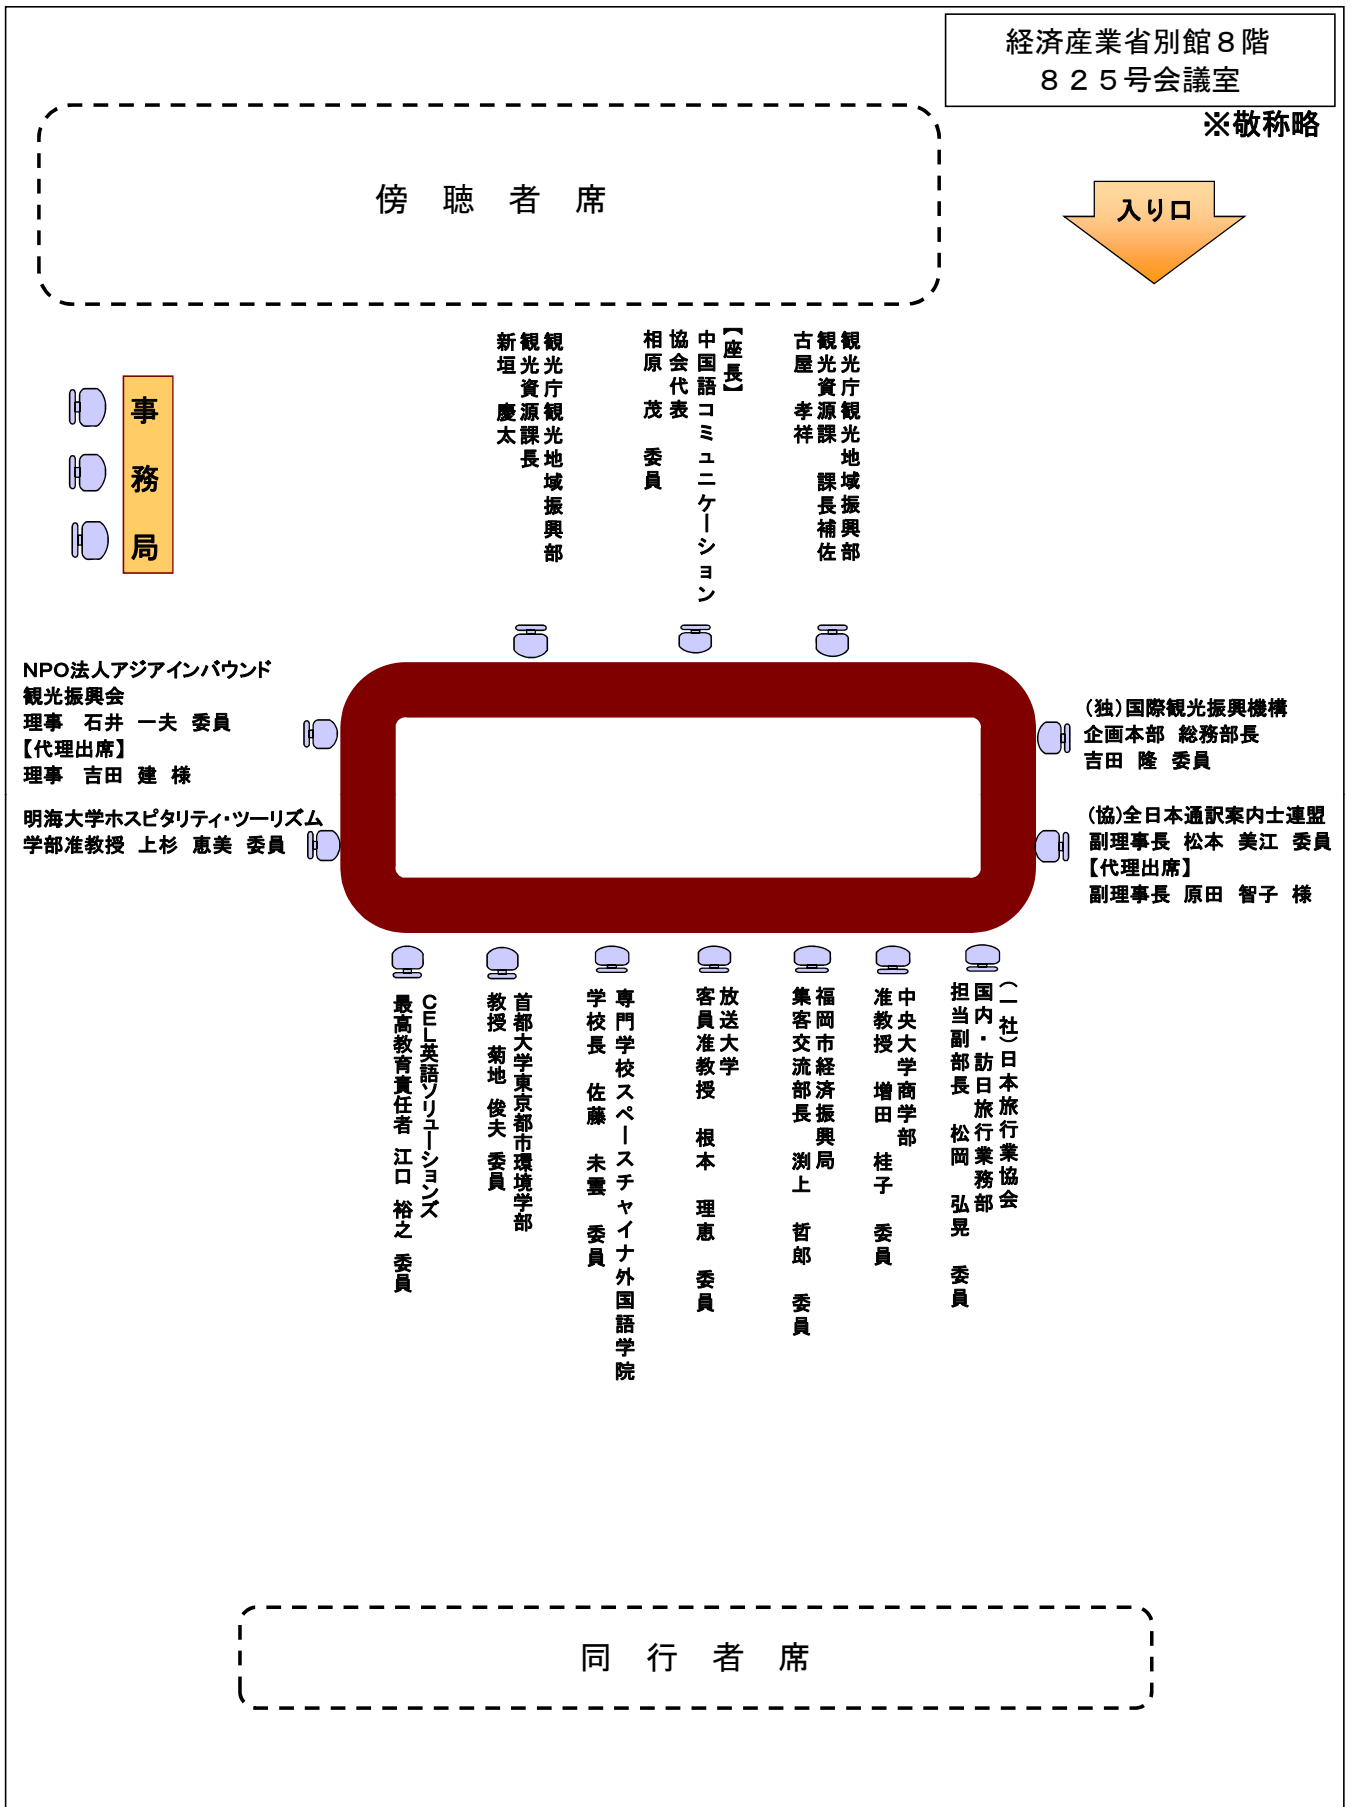 経済産業省別館８階
８２５号会議室
※敬称略
傍　聴　者　席
入り口
事務局
観光庁観光地域振興部
観光資源課長
新垣　慶太
【座長】
中国語コミュニケーション
協会代表
相原　茂　委員
観光庁観光地域振興部
観光資源課　課長補佐
古屋　孝祥
NPO法人アジアインバウンド
観光振興会
理事　石井　一夫　委員
【代理出席】
理事　吉田　建　様
明海大学ホスピタリティ・ツーリズム
学部准教授　上杉　恵美　委員
（独）国際観光振興機構
企画本部　総務部長
吉田　隆　委員
（協）全日本通訳案内士連盟
副理事長　松本　美江　委員
【代理出席】
副理事長　原田　智子　様
CEL英語ソリューションズ
最高教育責任者　江口　裕之　委員
首都大学東京都市環境学部
教授　菊地　俊夫　委員
専門学校スペースチャイナ外国語学院
学校長　佐藤　未雲　委員
放送大学
客員准教授　根本　理恵　委員
福岡市経済振興局
集客交流部長　渕上　哲郎　委員
中央大学商学部
准教授　増田　桂子　委員
（一社）日本旅行業協会
国内・訪日旅行業務部
担当副部長　松岡　弘晃　委員
同　行　者　席